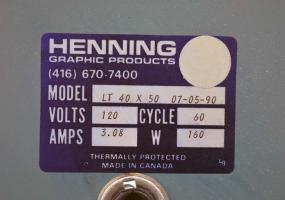 HENNING
GRAPHIC PRODUCTS
(416) 670-7400
MODEL LT 40 X 50 07-05-90
VOLTS 120 CYCLE 60
AMPS 3.08 W 160
THERMALLY PROTECTED
MADE IN CANADA